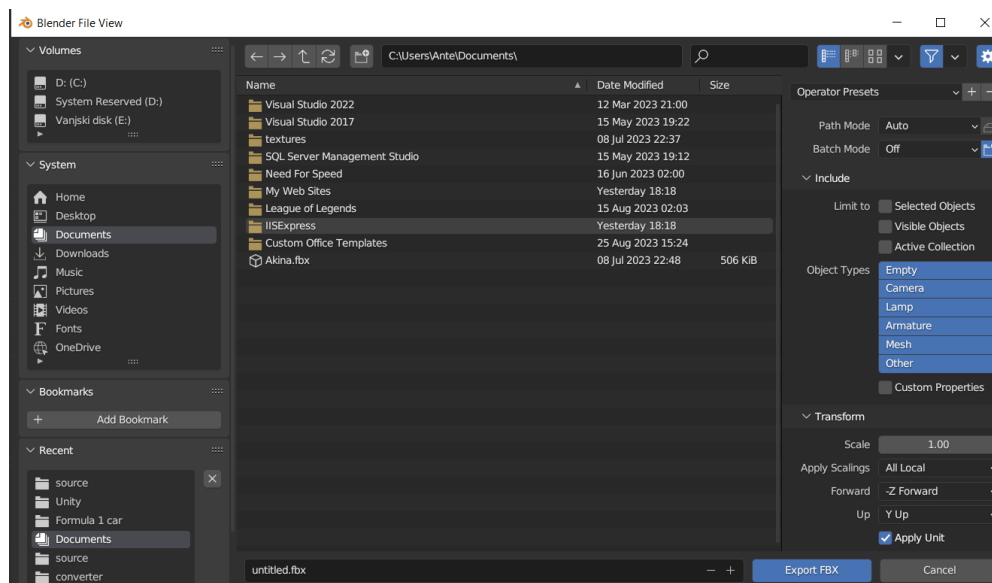 Blender File View
Volumes
D: (C:)
System Reserved (D:)
Vanjski disk (E:)
System
Home
Desktop
Documents
Downloads
Music
Pictures
Videos
Fonts
OneDrive
Bookmarks
Add Bookmark
Recent
source
Unity
Formula 1 car
Documents
source
converter
C:\Users\Ante\Documents\
Name Date Modified Size
Visual Studio 2022 12 Mar 2023 21:00
Visual Studio 2017 15 May 2023 19:22
textures 08 Jul 2023 22:37
SQL Server Management Studio 15 May 2023 19:12
Need For Speed 16 Jun 2023 02:00
My Web Sites Yesterday 18:18
League of Legends 15 Aug 2023 02:03
IISExpress Yesterday 18:18
Custom Office Templates 25 Aug 2023 15:24
Akina.fbx 08 Jul 2023 22:48 506 KiB
untitled.fbx
Operator Presets
Path Mode Auto
Batch Mode Off
Include
Limit to Selected Objects
Visible Objects
Active Collection
Object Types Empty
Camera
Lamp
Armature
Mesh
Other
Custom Properties
Transform
Scale 1.00
Apply Scalings All Local
Forward -Z Forward
Up Y Up
Apply Unit
Export FBX Cancel